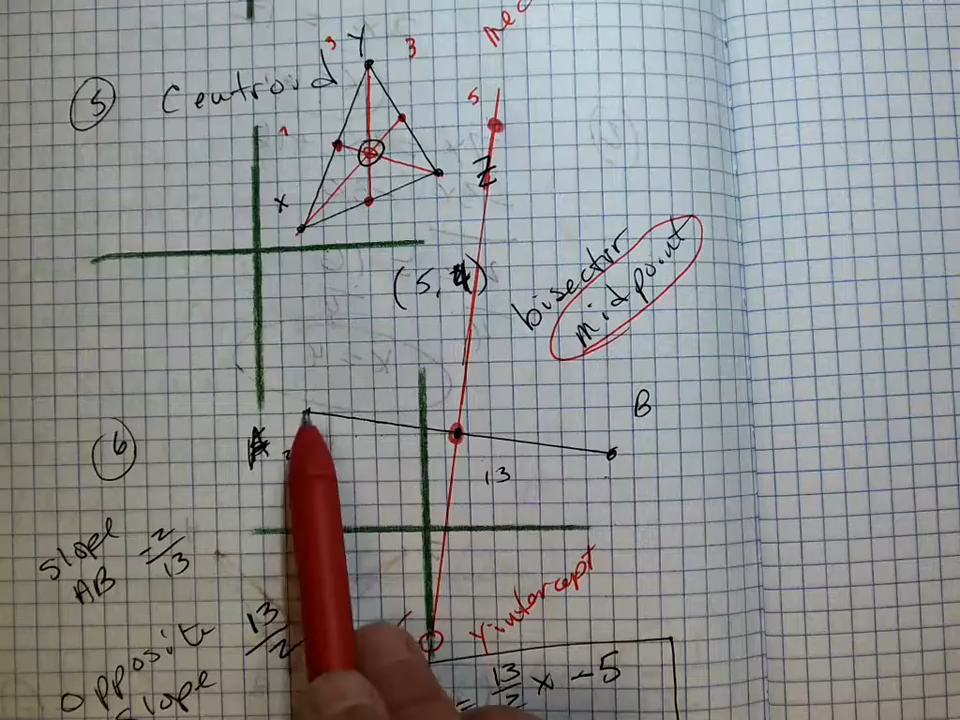 5 Centroid
Y
3
3
5
X
Z
(5, 4)
bisector
midpoint
6
B
13
Slope = 2/13
AB
Opposit 13/2
Slope
Y intercept
= 13/2 x - 5